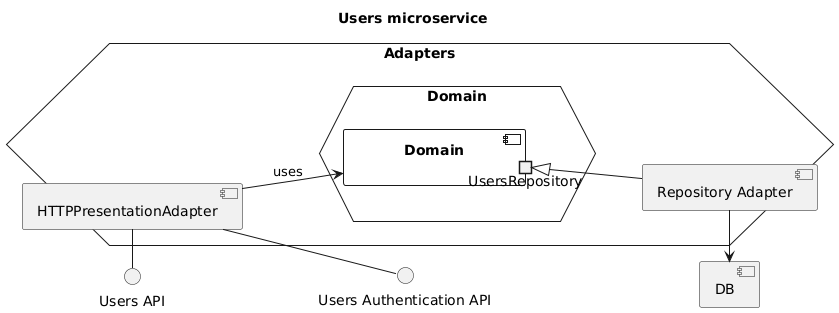 Users microservice
Adapters
Domain
Domain
uses
UsersRepository
Repository Adapter
HTTPPresentationAdapter
DB
Users API
Users Authentication API